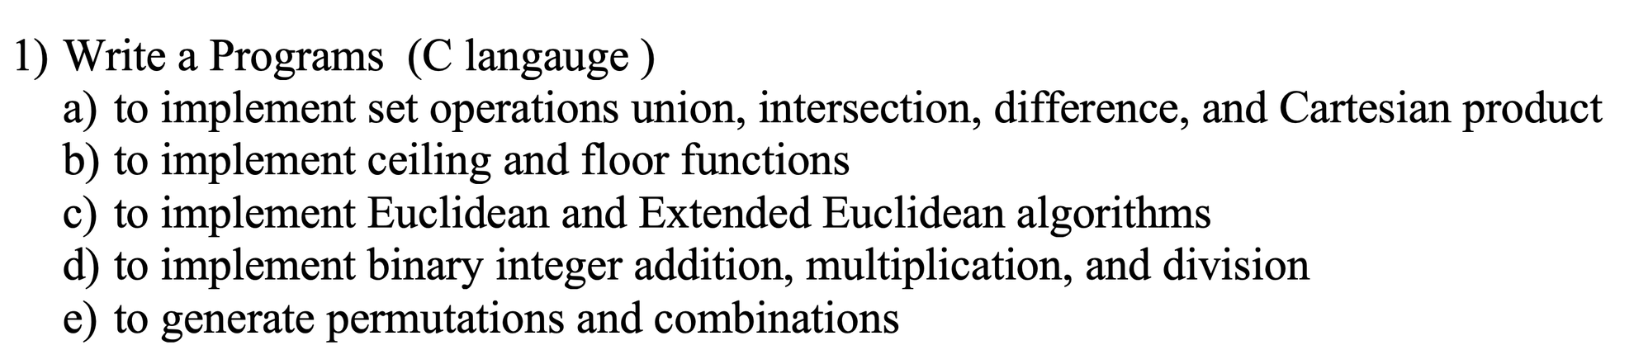 1) Write a Programs (C langauge )
a) to implement set operations union, intersection, difference, and Cartesian product
b) to implement ceiling and floor functions
c) to implement Euclidean and Extended Euclidean algorithms
d) to implement binary integer addition, multiplication, and division
e) to generate permutations and combinations